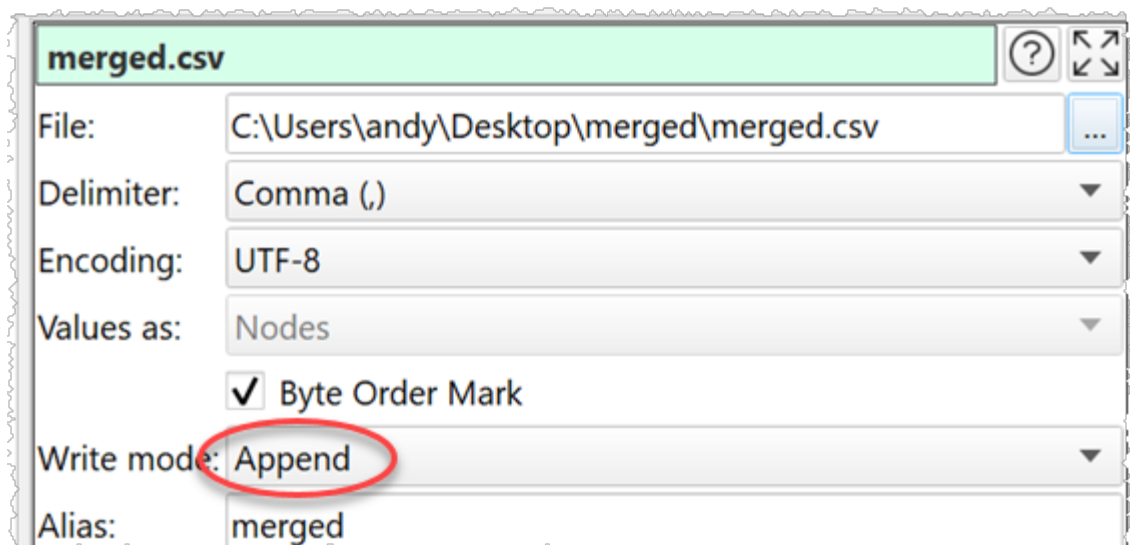 merged.csv ?
File: C:\Users\andy\Desktop\merged\merged.csv ...
Delimiter: Comma (,)
Encoding: UTF-8
Values as: Nodes
Byte Order Mark
Write mode: Append
Alias: merged